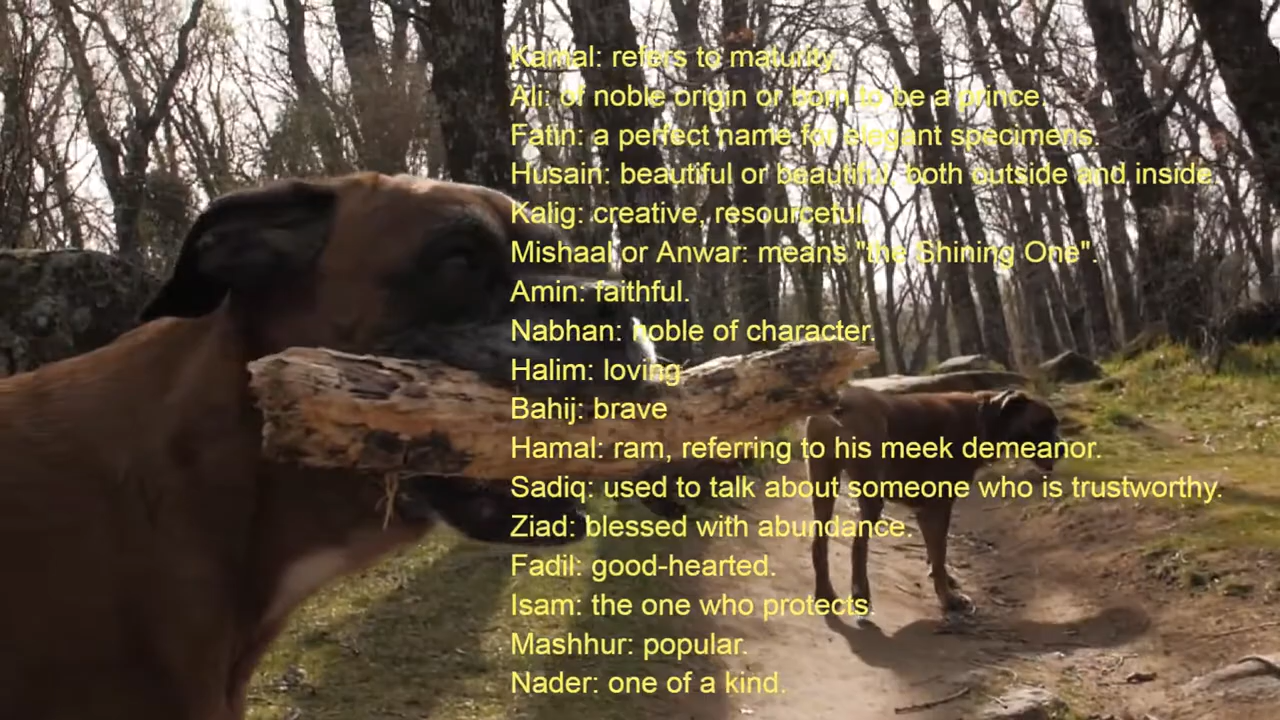 Kamal: refers to maturity.
Ali: of noble origin or born to be a prince.
Fatin: a perfect name for elegant specimens.
Husain: beautiful or beautiful, both outside and inside.
Kalig: creative, resourceful.
Mishaal or Anwar: means "the Shining One".
Amin: faithful.
Nabhan: noble of character.
Halim: loving
Bahij: brave
Hamal: ram, referring to his meek demeanor.
Sadiq: used to talk about someone who is trustworthy.
Ziad: blessed with abundance.
Fadil: good-hearted.
Isam: the one who protects.
Mashhur: popular.
Nader: one of a kind.